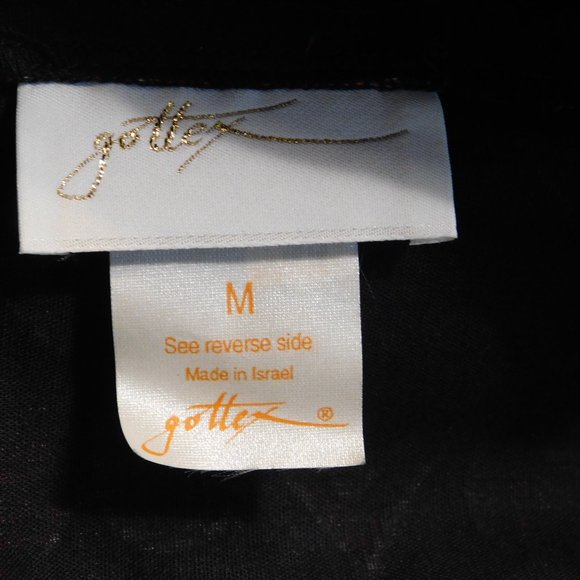 gottex
M
See reverse side
Made in Israel
gottex ®